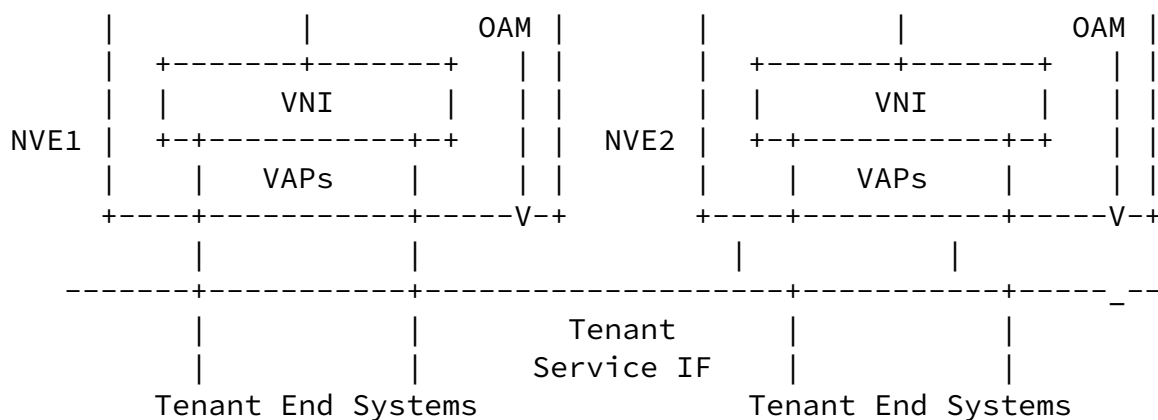 OAM OAM
VNI VNI
NVE1 NVE2
VAPs VAPs
V V
Tenant
Service IF
Tenant End Systems Tenant End Systems